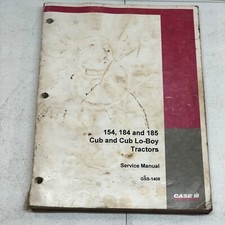 154, 184 and 185
Cub and Cub Lo-Boy
Tractors
Service Manual
GSS-1408
CASE IH